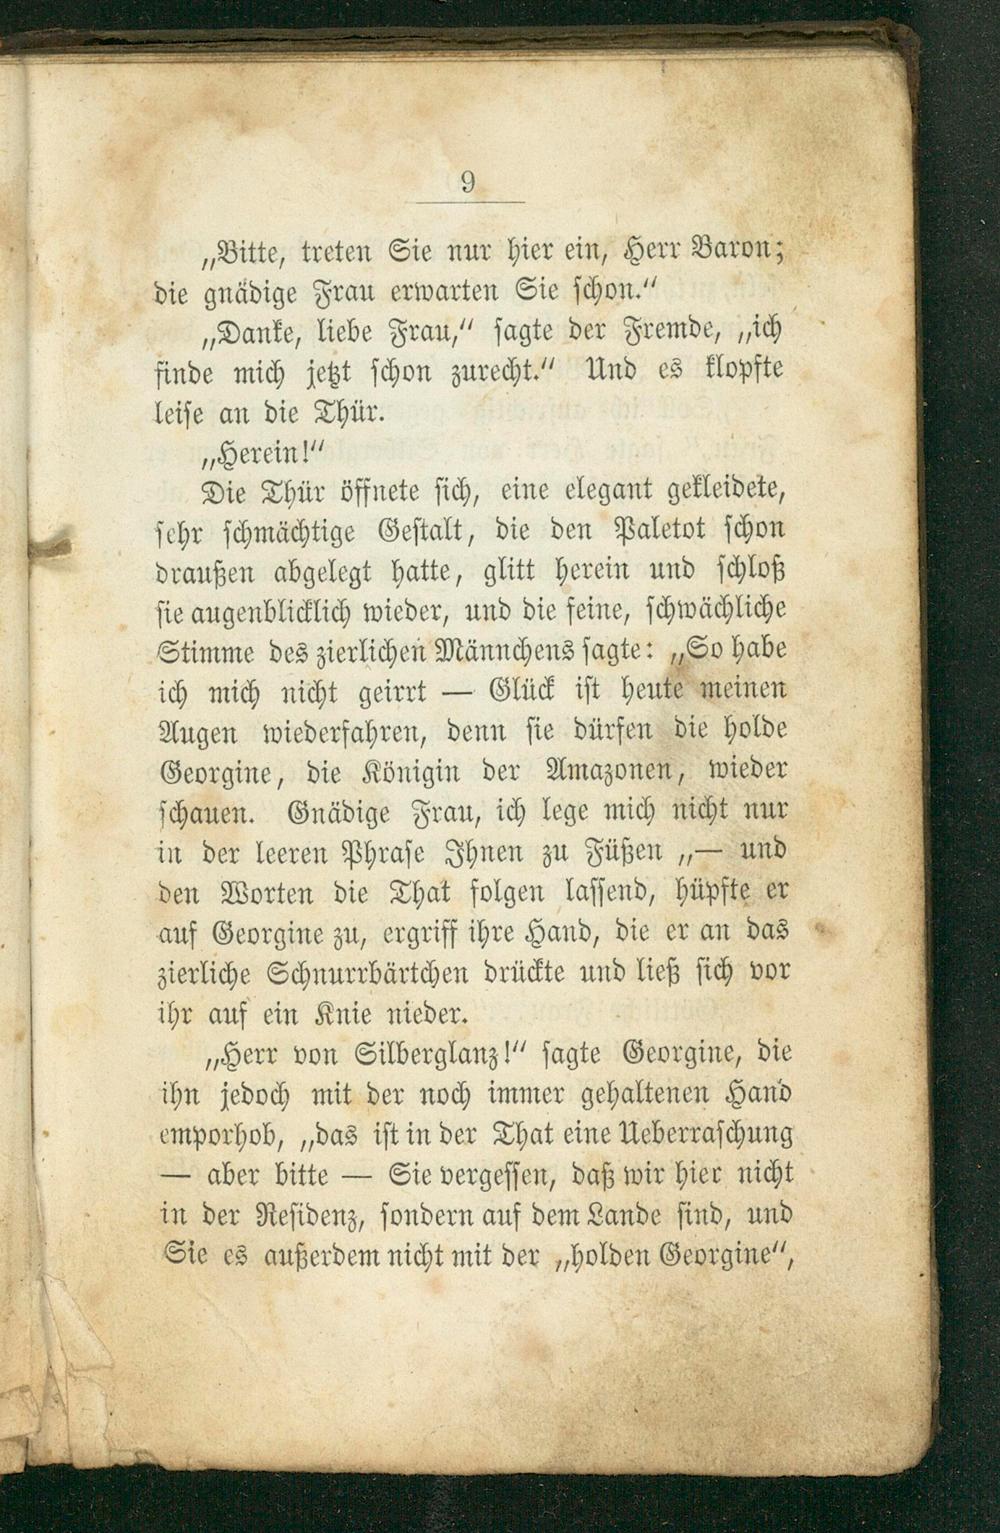 9
„Bitte, treten Sie nur hier ein, Herr Baron;
die gnädige Frau erwarten Sie schon.“
„Danke, liebe Frau,“ sagte der Fremde, „ich
finde mich jetzt schon zurecht.“ Und es klopfte
leise an die Thür.
„Herein!“
Die Thür öffnete sich, eine elegant gekleidete,
sehr schmächtige Gestalt, die den Paletot schon
draußen abgelegt hatte, glitt herein und schloß
sie augenblicklich wieder, und die feine, schwächliche
Stimme des zierlichen Männchens sagte: „So habe
ich mich nicht geirrt — Glück ist heute meinen
Augen wiederfahren, denn sie dürfen die holde
Georgine, die Königin der Amazonen, wieder
schauen. Gnädige Frau, ich lege mich nicht nur
in der leeren Phrase Ihnen zu Füßen „— und
den Worten die That folgen lassend, hüpfte er
auf Georgine zu, ergriff ihre Hand, die er an das
zierliche Schnurrbärtchen drückte und ließ sich vor
ihr auf ein Knie nieder.
„Herr von Silberglanz!“ sagte Georgine, die
ihn jedoch mit der noch immer gehaltenen Hand
emporhob, „das ist in der That eine Ueberraschung
— aber bitte — Sie vergessen, daß wir hier nicht
in der Residenz, sondern auf dem Lande sind, und
Sie es außerdem nicht mit der „holden Georgine“,